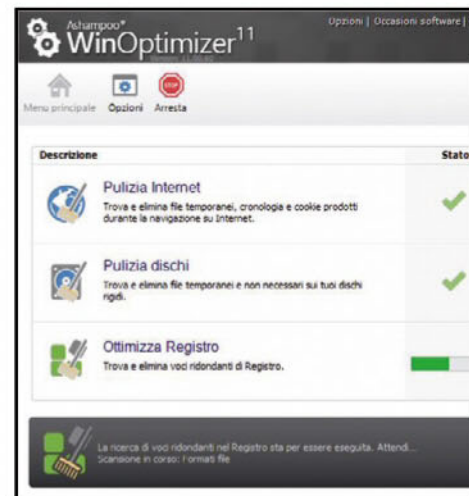 Opzioni | Occasioni software |
Ashampoo®
WinOptimizer 11
Menu principale Opzioni STOP Arresta
Descrizione Stato
Pulizia Internet
Trova e elimina file temporanei, cronologia e cookie prodotti
durante la navigazione su Internet.
Pulizia dischi
Trova e elimina file temporanei e non necessari sui tuoi dischi
rigidi.
Ottimizza Registro
Trova e elimina voci ridondanti di Registro.
La ricerca di voci ridondanti nel Registro sta per essere eseguita. Attendi...
Scansione in corso: Formati file